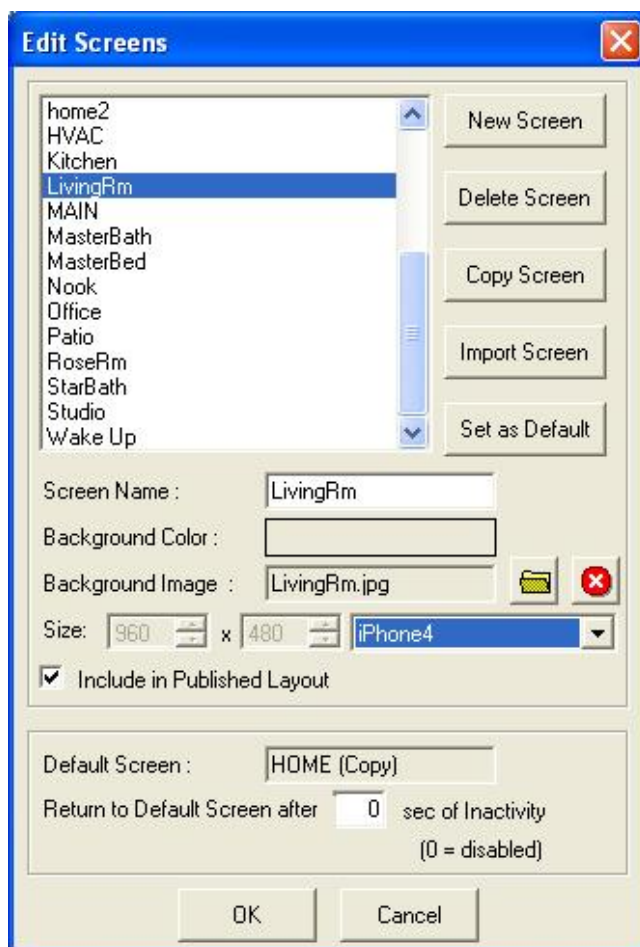 Edit Screens
home2
HVAC
Kitchen
LivingRm
MAIN
MasterBath
MasterBed
Nook
Office
Patio
RoseRm
StarBath
Studio
Wake Up
New Screen
Delete Screen
Copy Screen
Import Screen
Set as Default
Screen Name : LivingRm
Background Color :
Background Image : LivingRm.jpg
Size: 960 x 480 iPhone4
Include in Published Layout
Default Screen : HOME (Copy)
Return to Default Screen after 0 sec of Inactivity
(0 = disabled)
OK Cancel